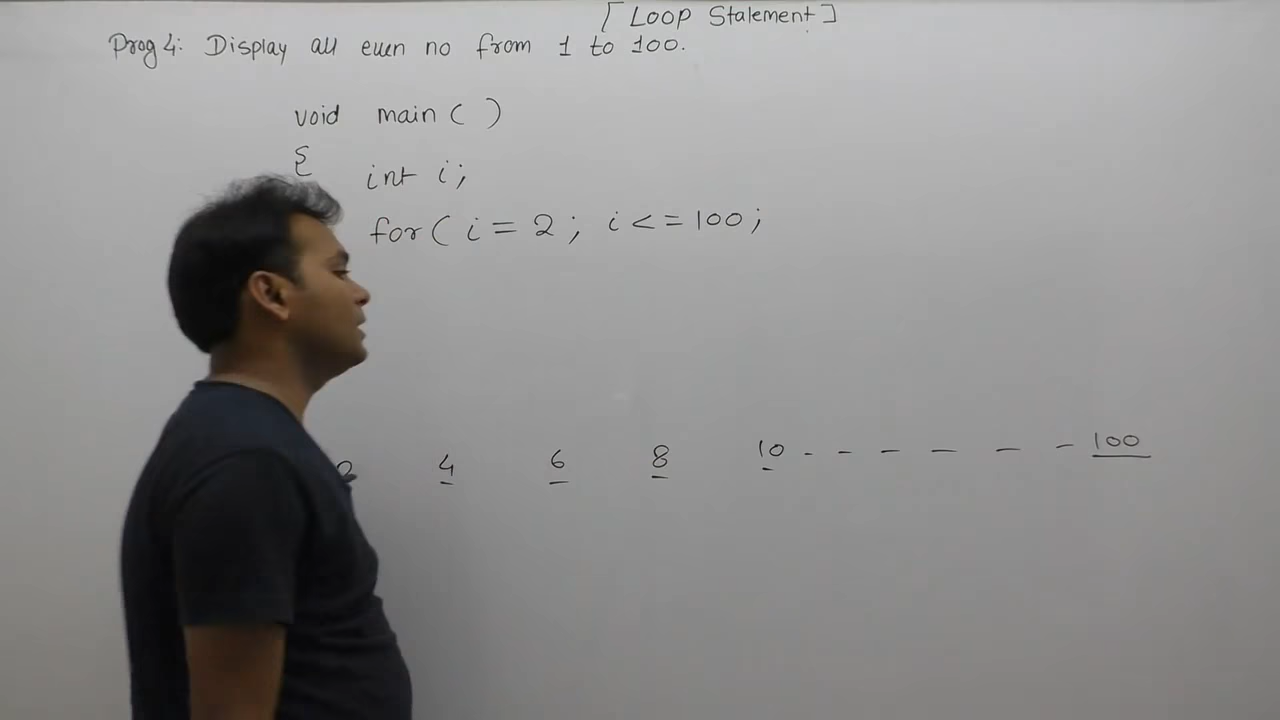 [Loop Statement]
Prog 4: Display all even no from 1 to 100.
void main( )
{
int i;
for( i = 2; i <= 100;
2 4 6 8 10 - - - - - - 100